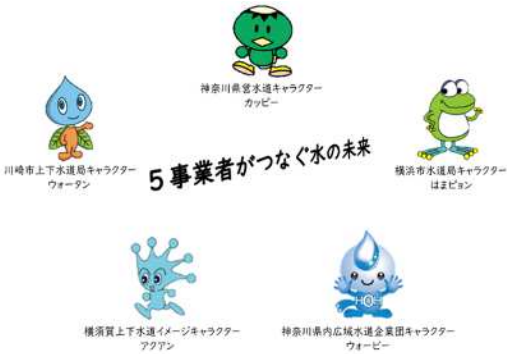 神奈川県営水道キャラクター
カッピー
川崎市上下水道局キャラクター
ウォータン
5事業者がつなぐ水の未来
横浜市水道局キャラクター
はまピョン
横須賀上下水道イメージキャラクター
アクアン
神奈川県内広域水道企業団キャラクター
ウォーピー
HOH